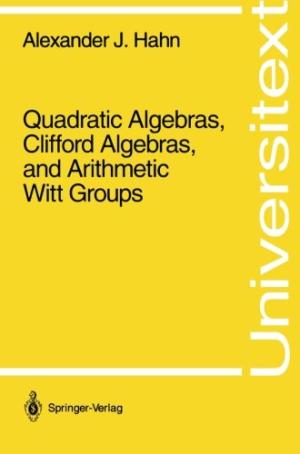 Alexander J. Hahn
Quadratic Algebras,
Clifford Algebras,
and Arithmetic
Witt Groups
Universitext
Springer-Verlag